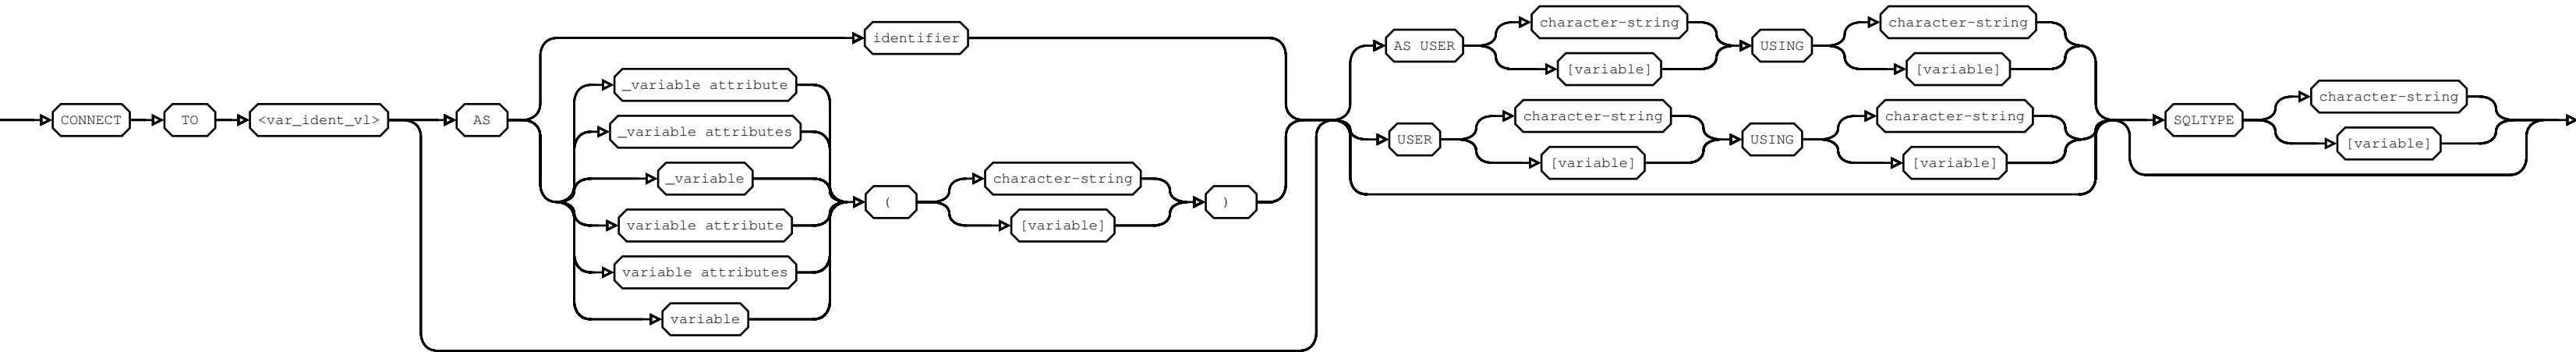 CONNECT
TO
<var_ident_vl>
AS
identifier
_variable attribute
_variable attributes
_variable
variable attribute
variable attributes
variable
(
character-string
[variable]
)
AS USER
character-string
[variable]
USING
character-string
[variable]
USER
character-string
[variable]
USING
character-string
[variable]
SQLTYPE
character-string
[variable]